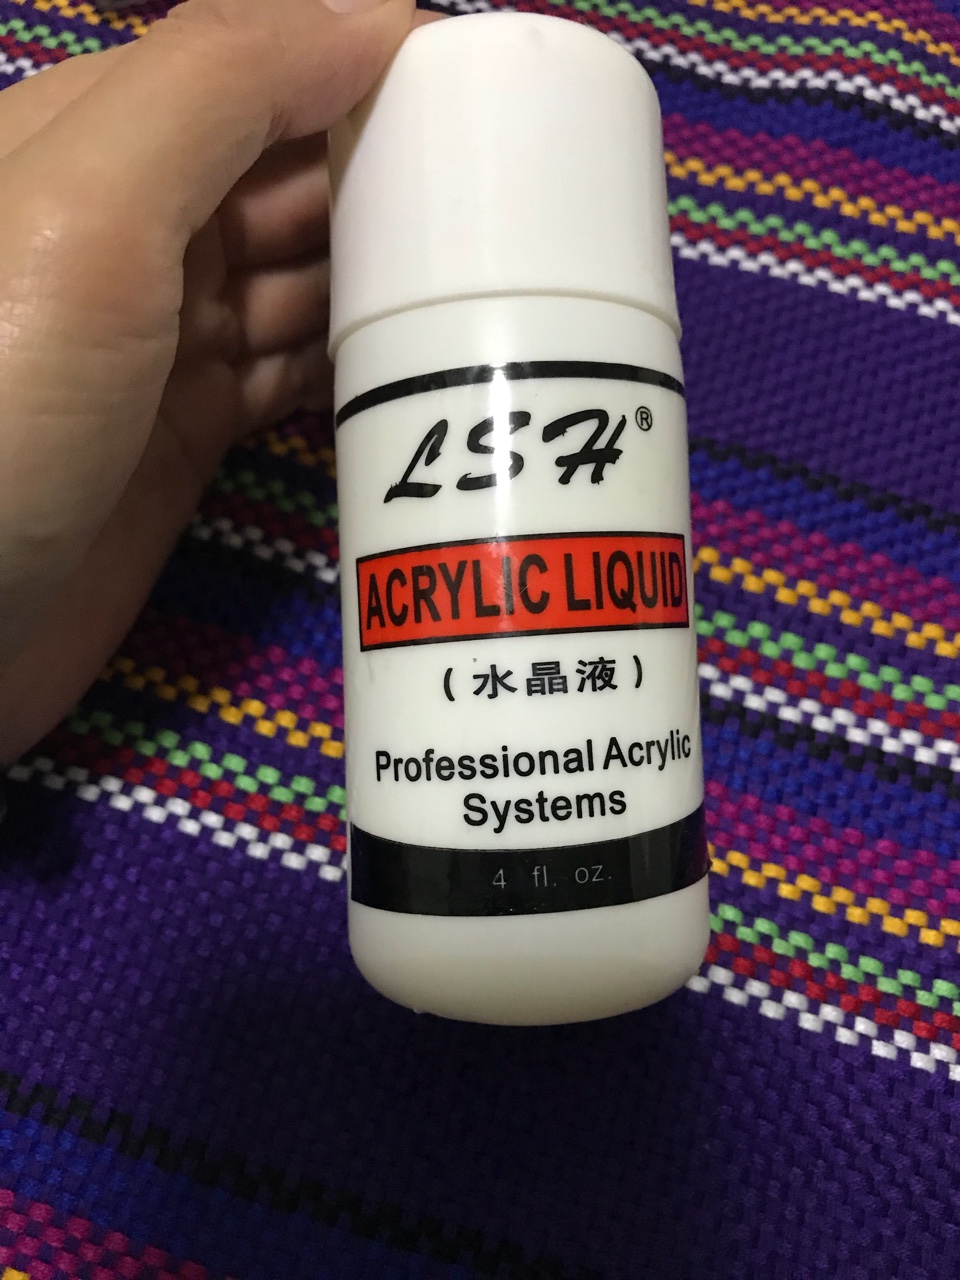 LSH®
ACRYLIC LIQUID
(水晶液)
Professional Acrylic
Systems
4 fl. oz.